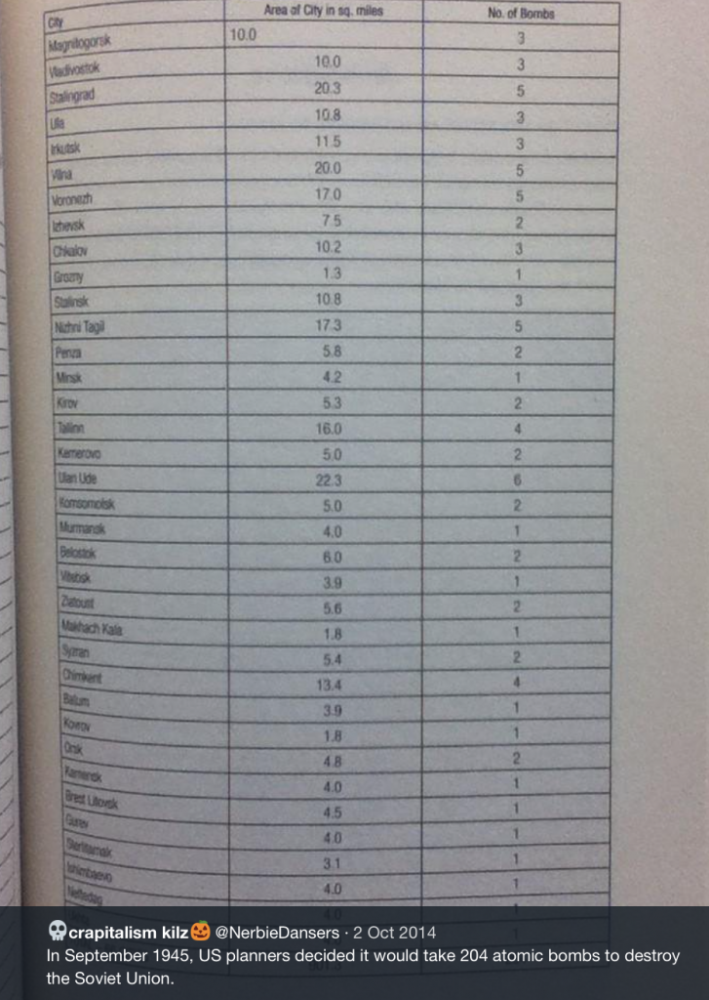 City Area of City in sq. miles No. of Bombs
Magnitogorsk 10.0 3
Vladivostok 10.0 3
Stalingrad 20.3 5
Ufa 10.8 3
Irkutsk 11.5 3
Vilna 20.0 5
Voronezh 17.0 5
Izhevsk 7.5 2
Chkalov 10.2 3
Grozny 1.3 1
Stalinsk 10.8 3
Nizhni Tagil 17.3 5
Penza 5.8 2
Minsk 4.2 1
Kirov 5.3 2
Tallinn 16.0 4
Kemerovo 5.0 2
Ulan Ude 22.3 6
Komsomolsk 5.0 2
Murmansk 4.0 1
Belostok 6.0 2
Vitebsk 3.9 1
Zlatoust 5.6 2
Makhach Kala 1.8 1
Syzran 5.4 2
Chimkent 13.4 4
Batum 3.9 1
Kovrov 1.8 1
Orsk 4.8 2
Kamensk 4.0 1
Brest Litovsk 4.5 1
Gurev 4.0 1
Sterlitamak 3.1 1
Ishimbaevo 4.0 1
Neftedag 4.0 1
💀crapitalism kilz🎃 @NerbieDansers · 2 Oct 2014
In September 1945, US planners decided it would take 204 atomic bombs to destroy
the Soviet Union.